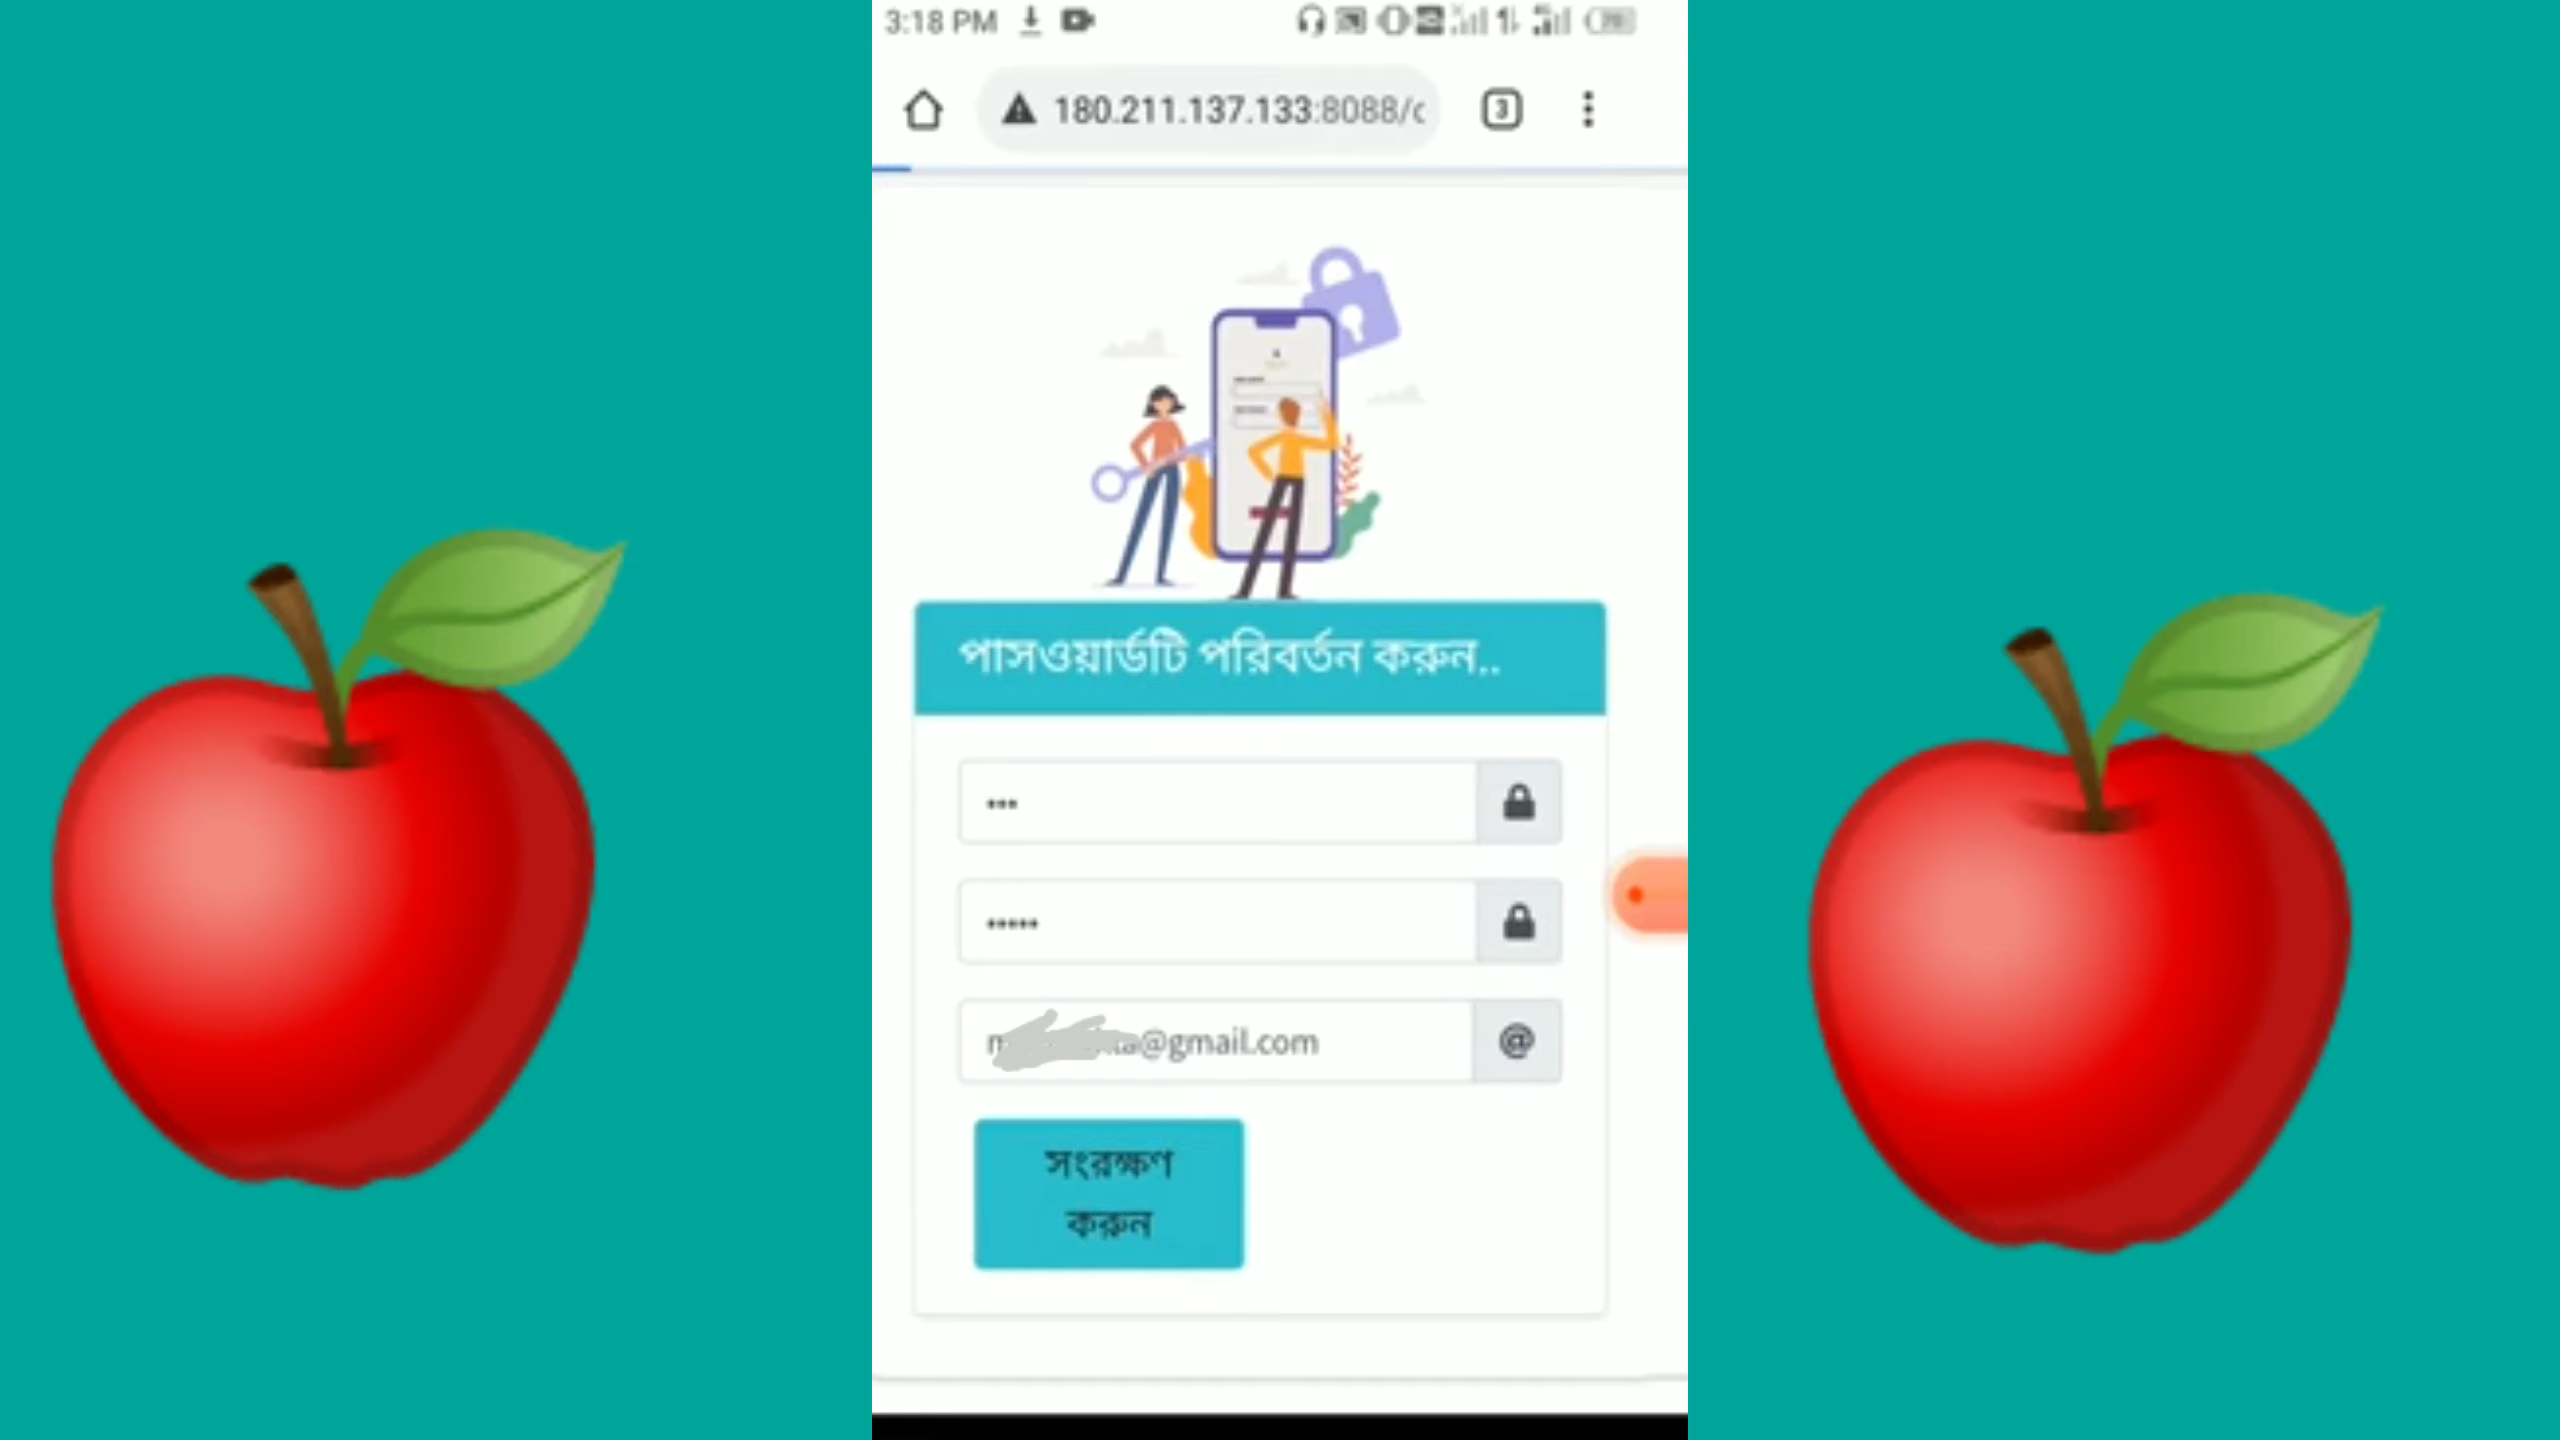 3:18 PM
180.211.137.133:8088/c
3
পাসওয়ার্ডটি পরিবর্তন করুন..
•••
•••••
@gmail.com
@
সংরক্ষণ
করুন